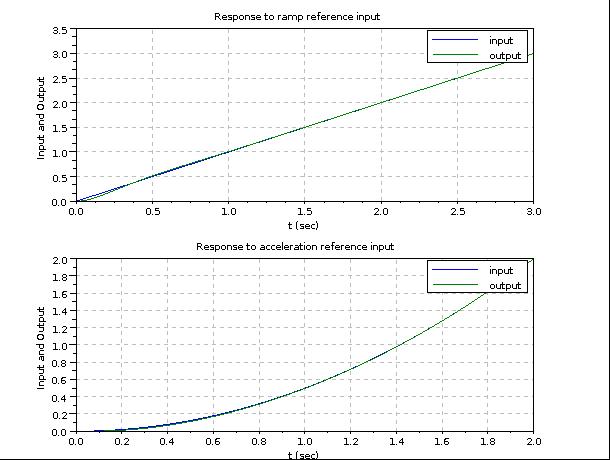 Response to ramp reference input
3.5
3.0
2.5
2.0
1.5
1.0
0.5
0.0
Input and Output
input
output
0.0 0.5 1.0 1.5 2.0 2.5 3.0
t (sec)
Response to acceleration reference input
2.0
1.8
1.6
1.4
1.2
1.0
0.8
0.6
0.4
0.2
0.0
Input and Output
input
output
0.0 0.2 0.4 0.6 0.8 1.0 1.2 1.4 1.6 1.8 2.0
t (sec)